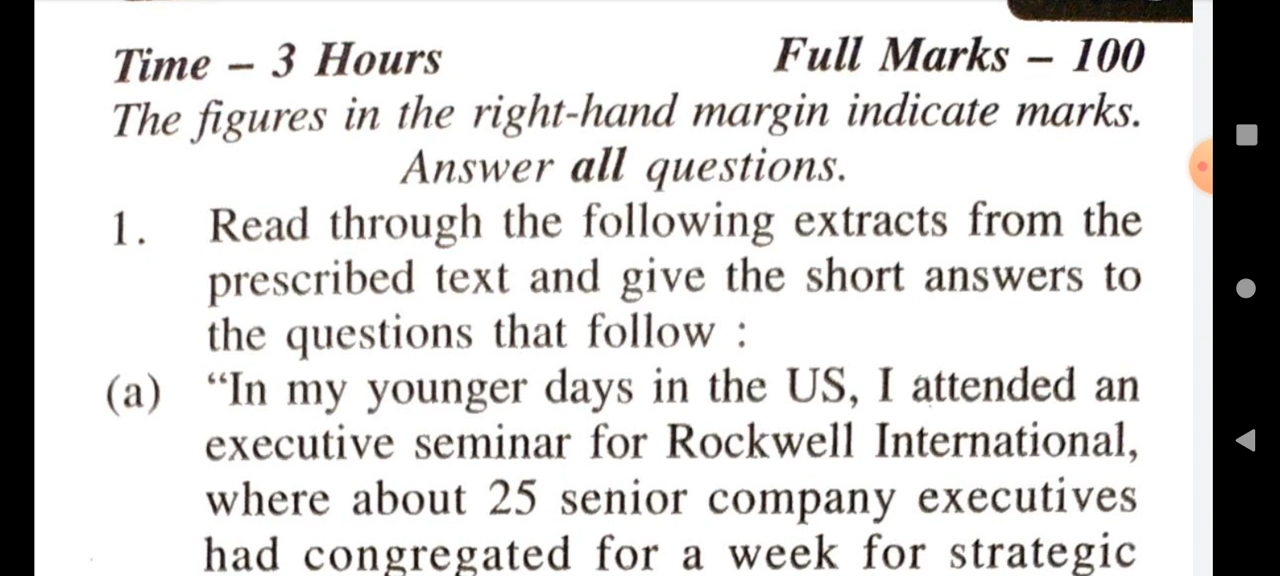 Time – 3 Hours Full Marks – 100
The figures in the right-hand margin indicate marks.
Answer all questions.
1. Read through the following extracts from the
prescribed text and give the short answers to
the questions that follow :
(a) “In my younger days in the US, I attended an
executive seminar for Rockwell International,
where about 25 senior company executives
had congregated for a week for strategic